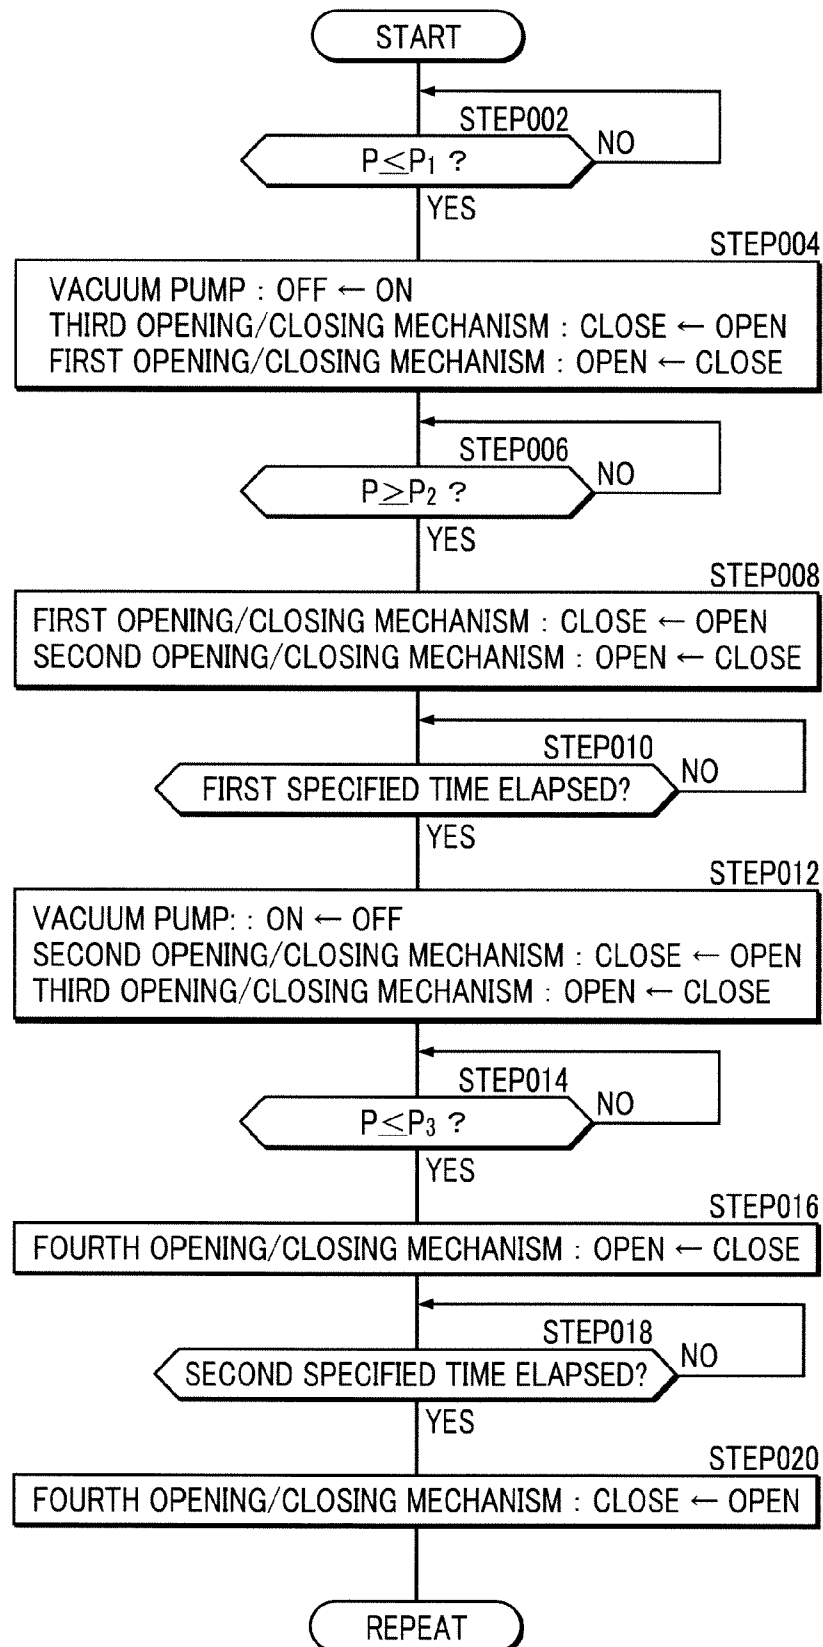 START
STEP002
P≤P₁ ?
NO
YES
STEP004
VACUUM PUMP : OFF ← ON
THIRD OPENING/CLOSING MECHANISM : CLOSE ← OPEN
FIRST OPENING/CLOSING MECHANISM : OPEN ← CLOSE
STEP006
P≥P₂ ?
NO
YES
STEP008
FIRST OPENING/CLOSING MECHANISM : CLOSE ← OPEN
SECOND OPENING/CLOSING MECHANISM : OPEN ← CLOSE
STEP010
FIRST SPECIFIED TIME ELAPSED?
NO
YES
STEP012
VACUUM PUMP: : ON ← OFF
SECOND OPENING/CLOSING MECHANISM : CLOSE ← OPEN
THIRD OPENING/CLOSING MECHANISM : OPEN ← CLOSE
STEP014
P≤P₃ ?
NO
YES
STEP016
FOURTH OPENING/CLOSING MECHANISM : OPEN ← CLOSE
STEP018
SECOND SPECIFIED TIME ELAPSED?
NO
YES
STEP020
FOURTH OPENING/CLOSING MECHANISM : CLOSE ← OPEN
REPEAT